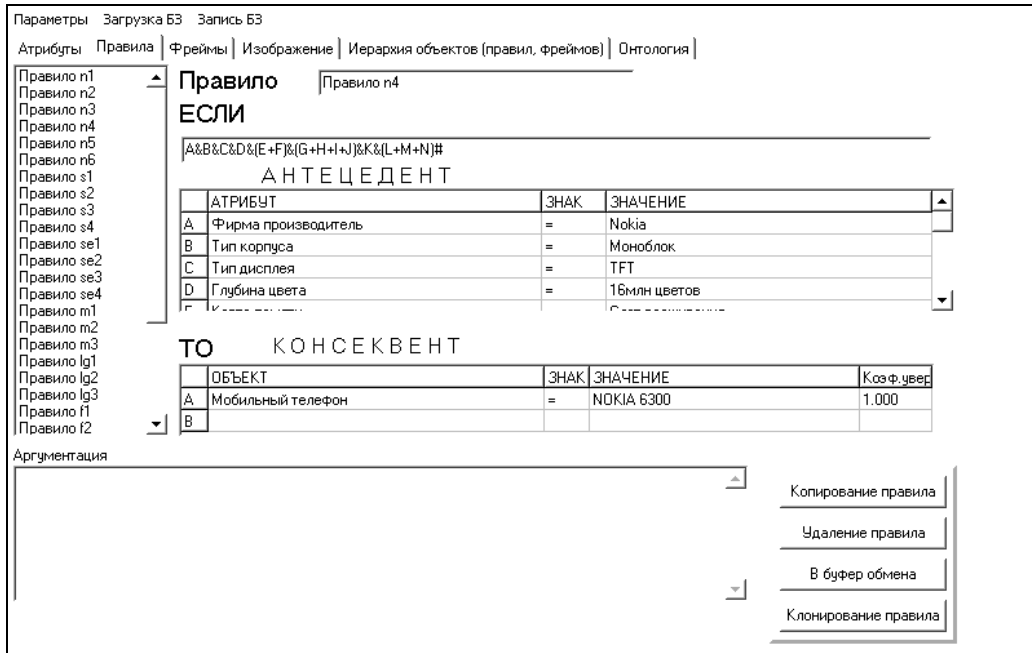 Параметры Загрузка БЗ Запись БЗ
Атрибуты Правила Фреймы Изображение Иерархия объектов (правил, фреймов) Онтология
Правило n1
Правило n2
Правило n3
Правило n4
Правило n5
Правило n6
Правило s1
Правило s2
Правило s3
Правило s4
Правило se1
Правило se2
Правило se3
Правило se4
Правило m1
Правило m2
Правило m3
Правило lg1
Правило lg2
Правило lg3
Правило f1
Правило f2
Правило Правило n4
ЕСЛИ
A&B&C&D&(E+F)&(G+H+I+J)&K&(L+M+N)#
АНТЕЦЕДЕНТ
АТРИБУТ ЗНАК ЗНАЧЕНИЕ
A Фирма производитель = Nokia
B Тип корпуса = Моноблок
C Тип дисплея = TFT
D Глубина цвета = 16млн цветов
ТО КОНСЕКВЕНТ
ОБЪЕКТ ЗНАК ЗНАЧЕНИЕ Коэф.увер
A Мобильный телефон = NOKIA 6300 1.000
B
Аргументация
Копирование правила
Удаление правила
В буфер обмена
Клонирование правила